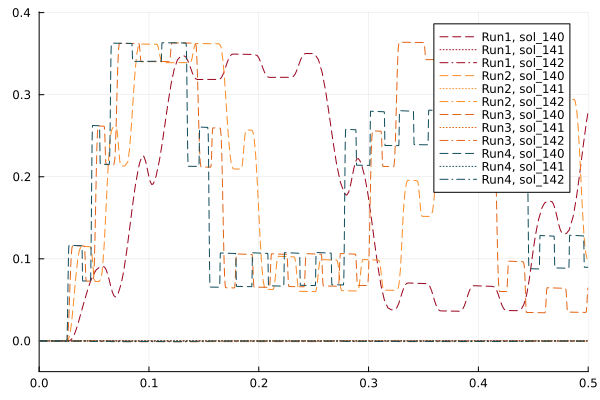 0.4
0.3
0.2
0.1
0.0
0.0
0.1
0.2
0.3
0.4
0.5
Run1, sol_140
Run1, sol_141
Run1, sol_142
Run2, sol_140
Run2, sol_141
Run2, sol_142
Run3, sol_140
Run3, sol_141
Run3, sol_142
Run4, sol_140
Run4, sol_141
Run4, sol_142